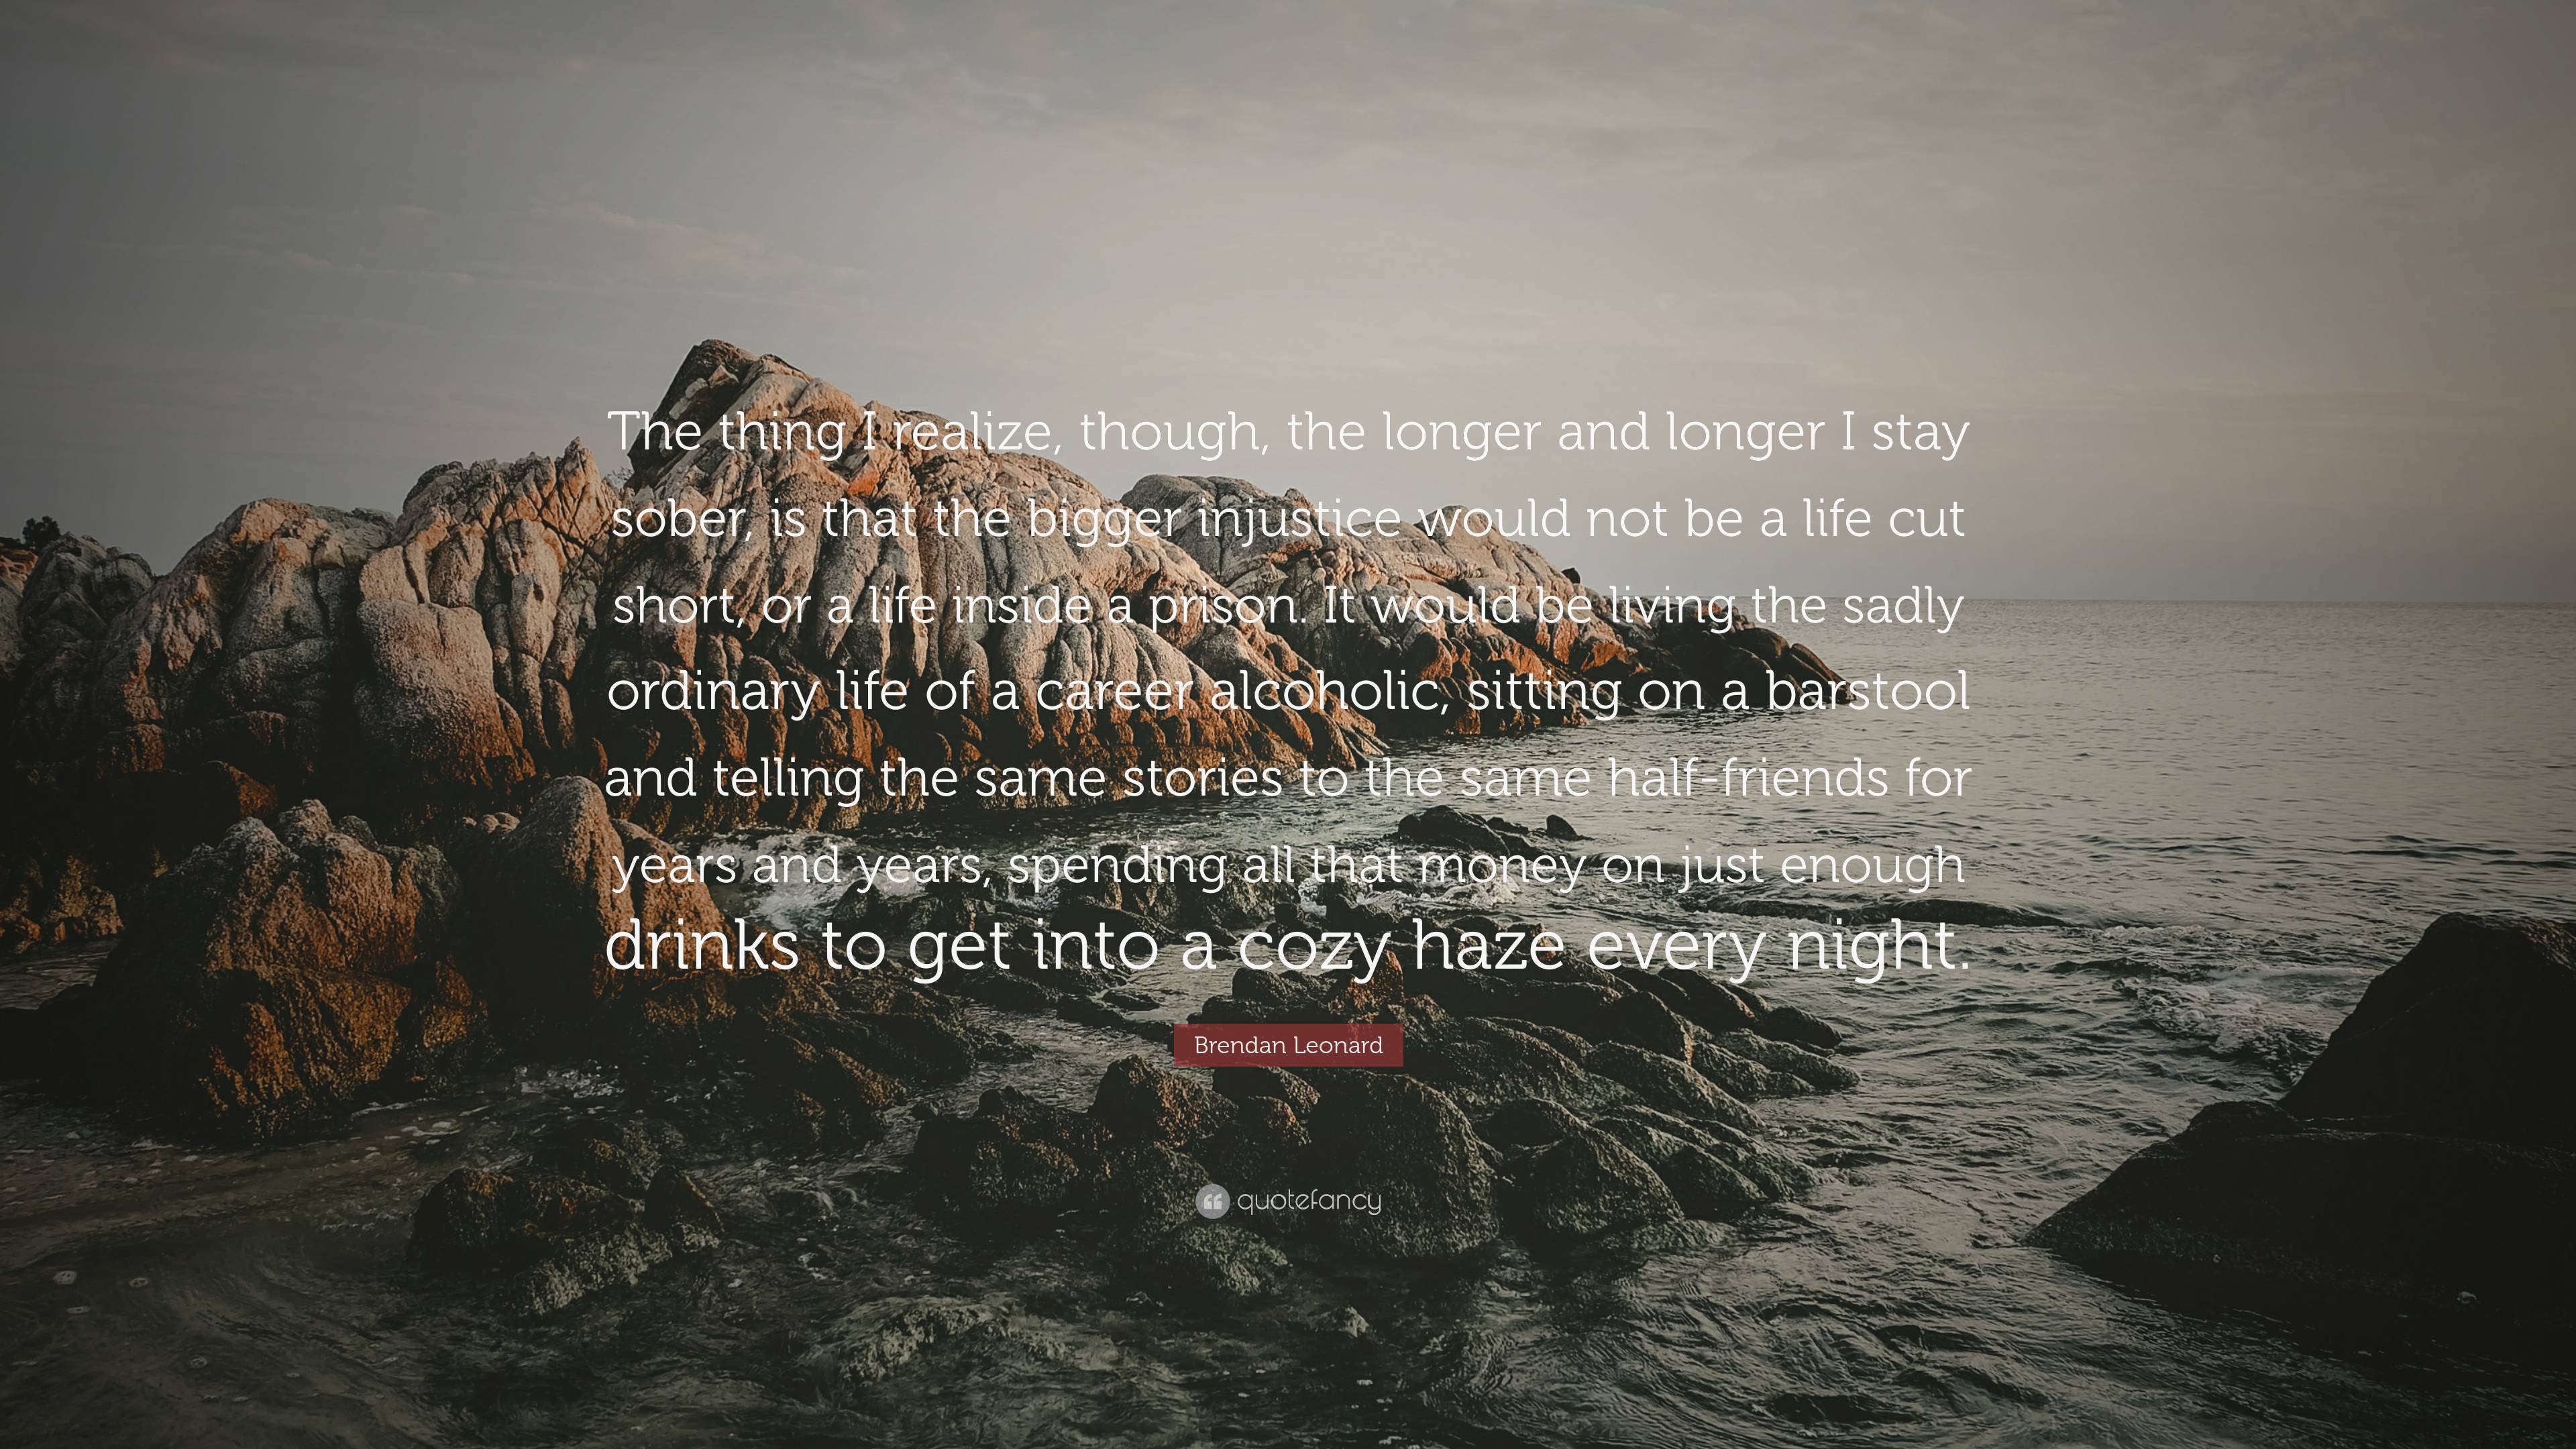 The thing I realize, though, the longer and longer I stay
sober, is that the bigger injustice would not be a life cut
short, or a life inside a prison. It would be living the sadly
ordinary life of a career alcoholic, sitting on a barstool
and telling the same stories to the same half-friends for
years and years, spending all that money on just enough
drinks to get into a cozy haze every night.
Brendan Leonard
quotefancy